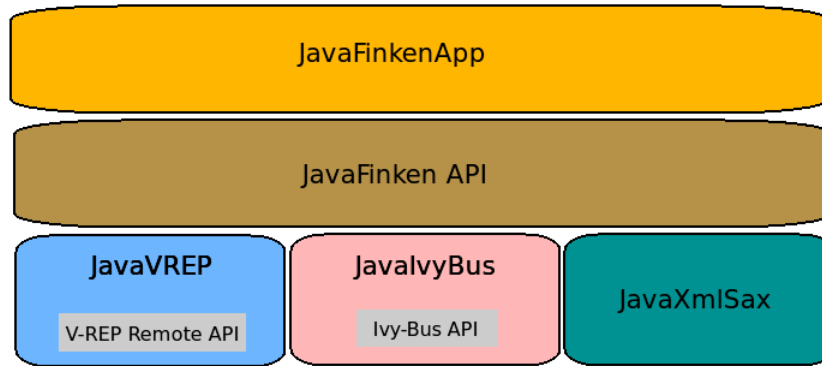 JavaFinkenApp
JavaFinken API
JavaVREP
V-REP Remote API
JavaIvyBus
Ivy-Bus API
JavaXmlSax